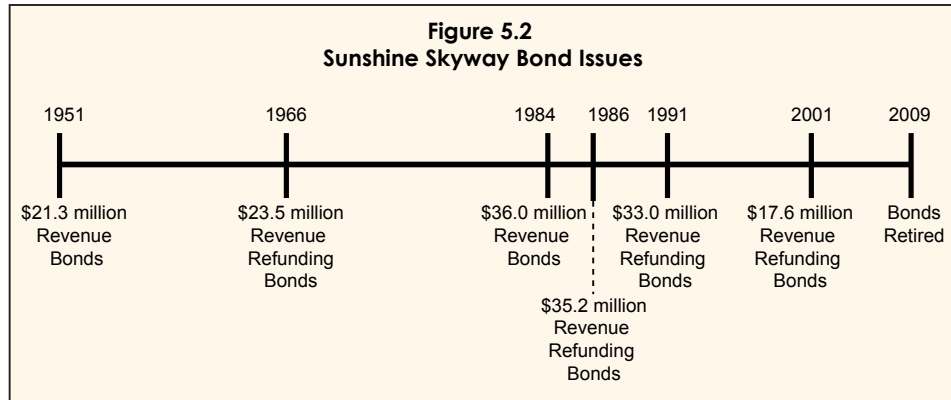 Figure 5.2
Sunshine Skyway Bond Issues
1951
1966
1984
1986
1991
2001
2009
$21.3 million
Revenue
Bonds
$23.5 million
Revenue
Refunding
Bonds
$36.0 million
Revenue
Bonds
$35.2 million
Revenue
Refunding
Bonds
$33.0 million
Revenue
Refunding
Bonds
$17.6 million
Revenue
Refunding
Bonds
Bonds
Retired